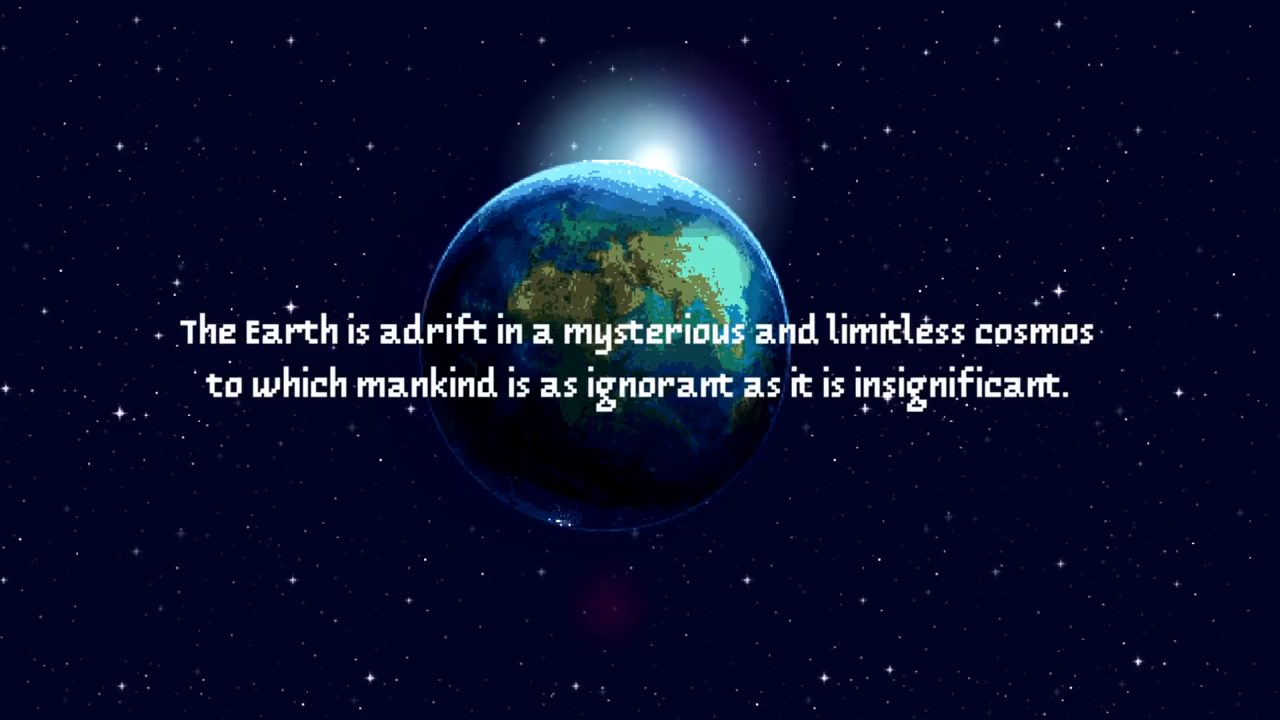 The Earth is adrift in a mysterious and limitless cosmos
to which mankind is as ignorant as it is insignificant.